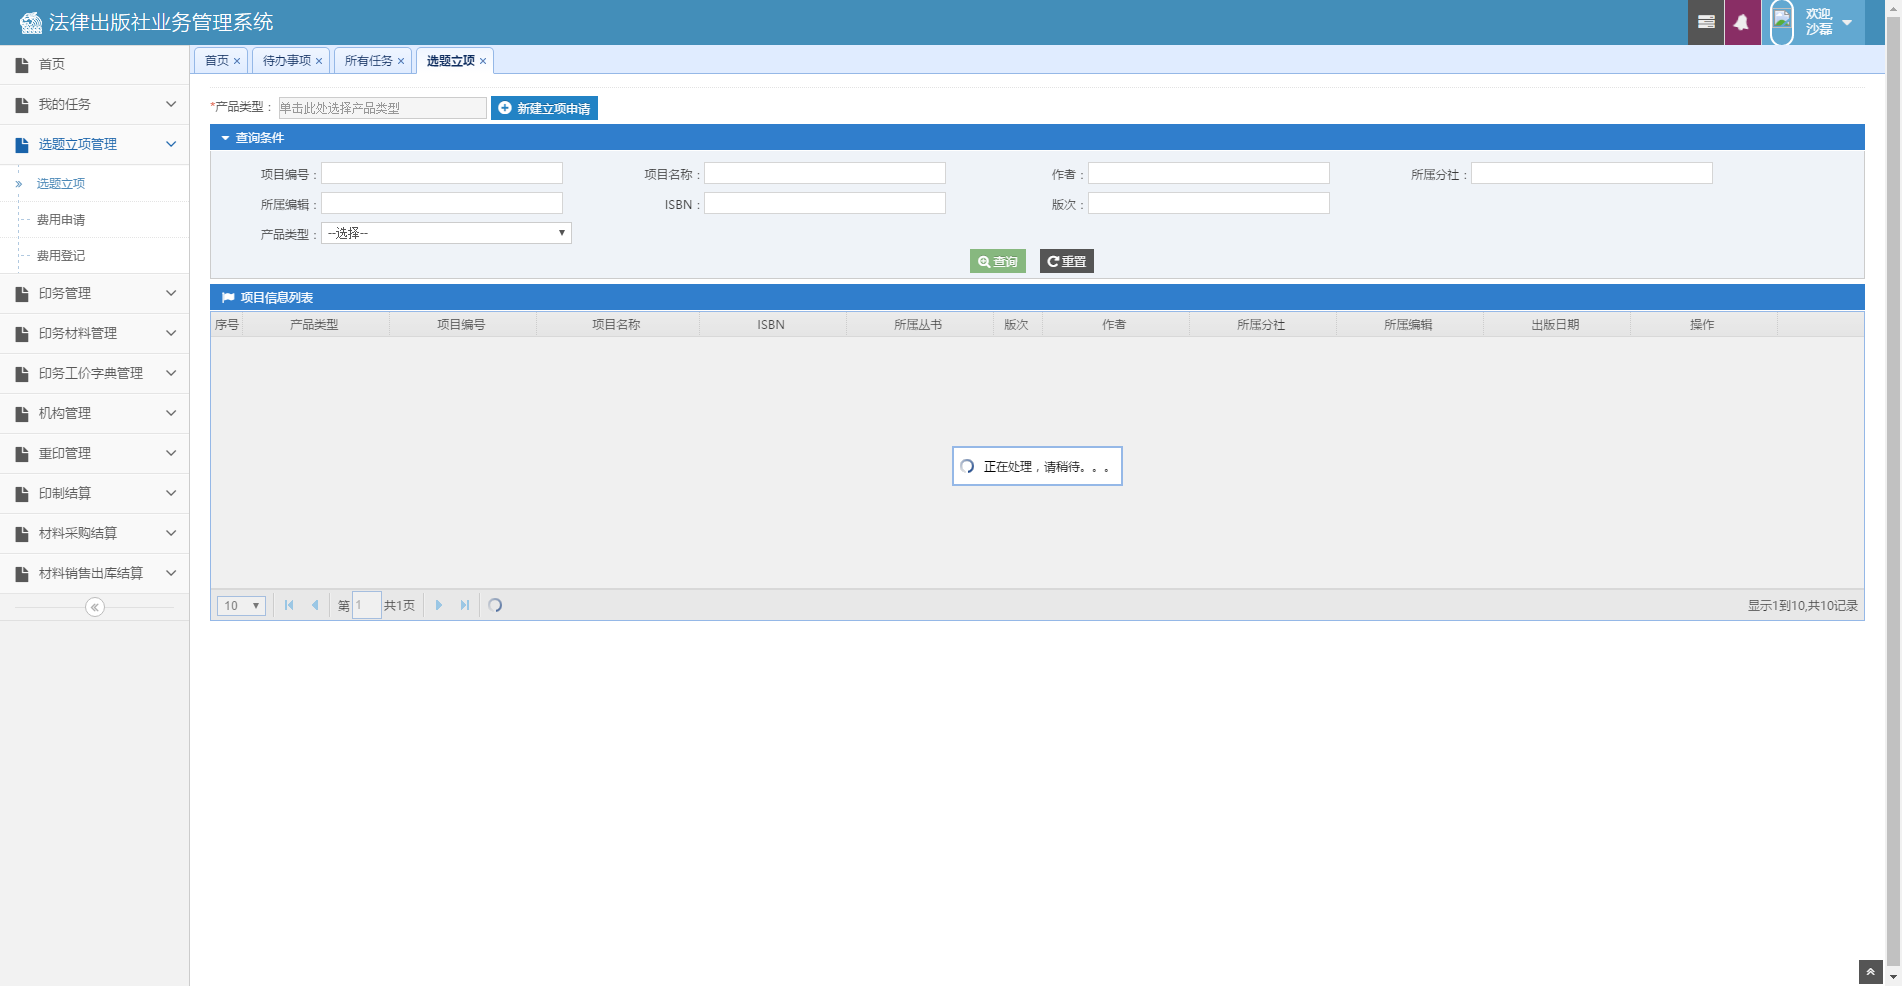 法律出版社业务管理系统
欢迎,
沙磊
首页
我的任务
选题立项管理
选题立项
费用申请
费用登记
印务管理
印务材料管理
印务工价字典管理
机构管理
重印管理
印制结算
材料采购结算
材料销售出库结算
首页 × 待办事项 × 所有任务 × 选题立项 ×
*产品类型： 单击此处选择产品类型 新建立项申请
查询条件
项目编号： 项目名称： 作者： 所属分社：
所属编辑： ISBN： 版次：
产品类型： --选择--
查询 重置
项目信息列表
序号 产品类型 项目编号 项目名称 ISBN 所属丛书 版次 作者 所属分社 所属编辑 出版日期 操作
正在处理，请稍待。。。
10 第 1 共1页 显示1到10,共10记录